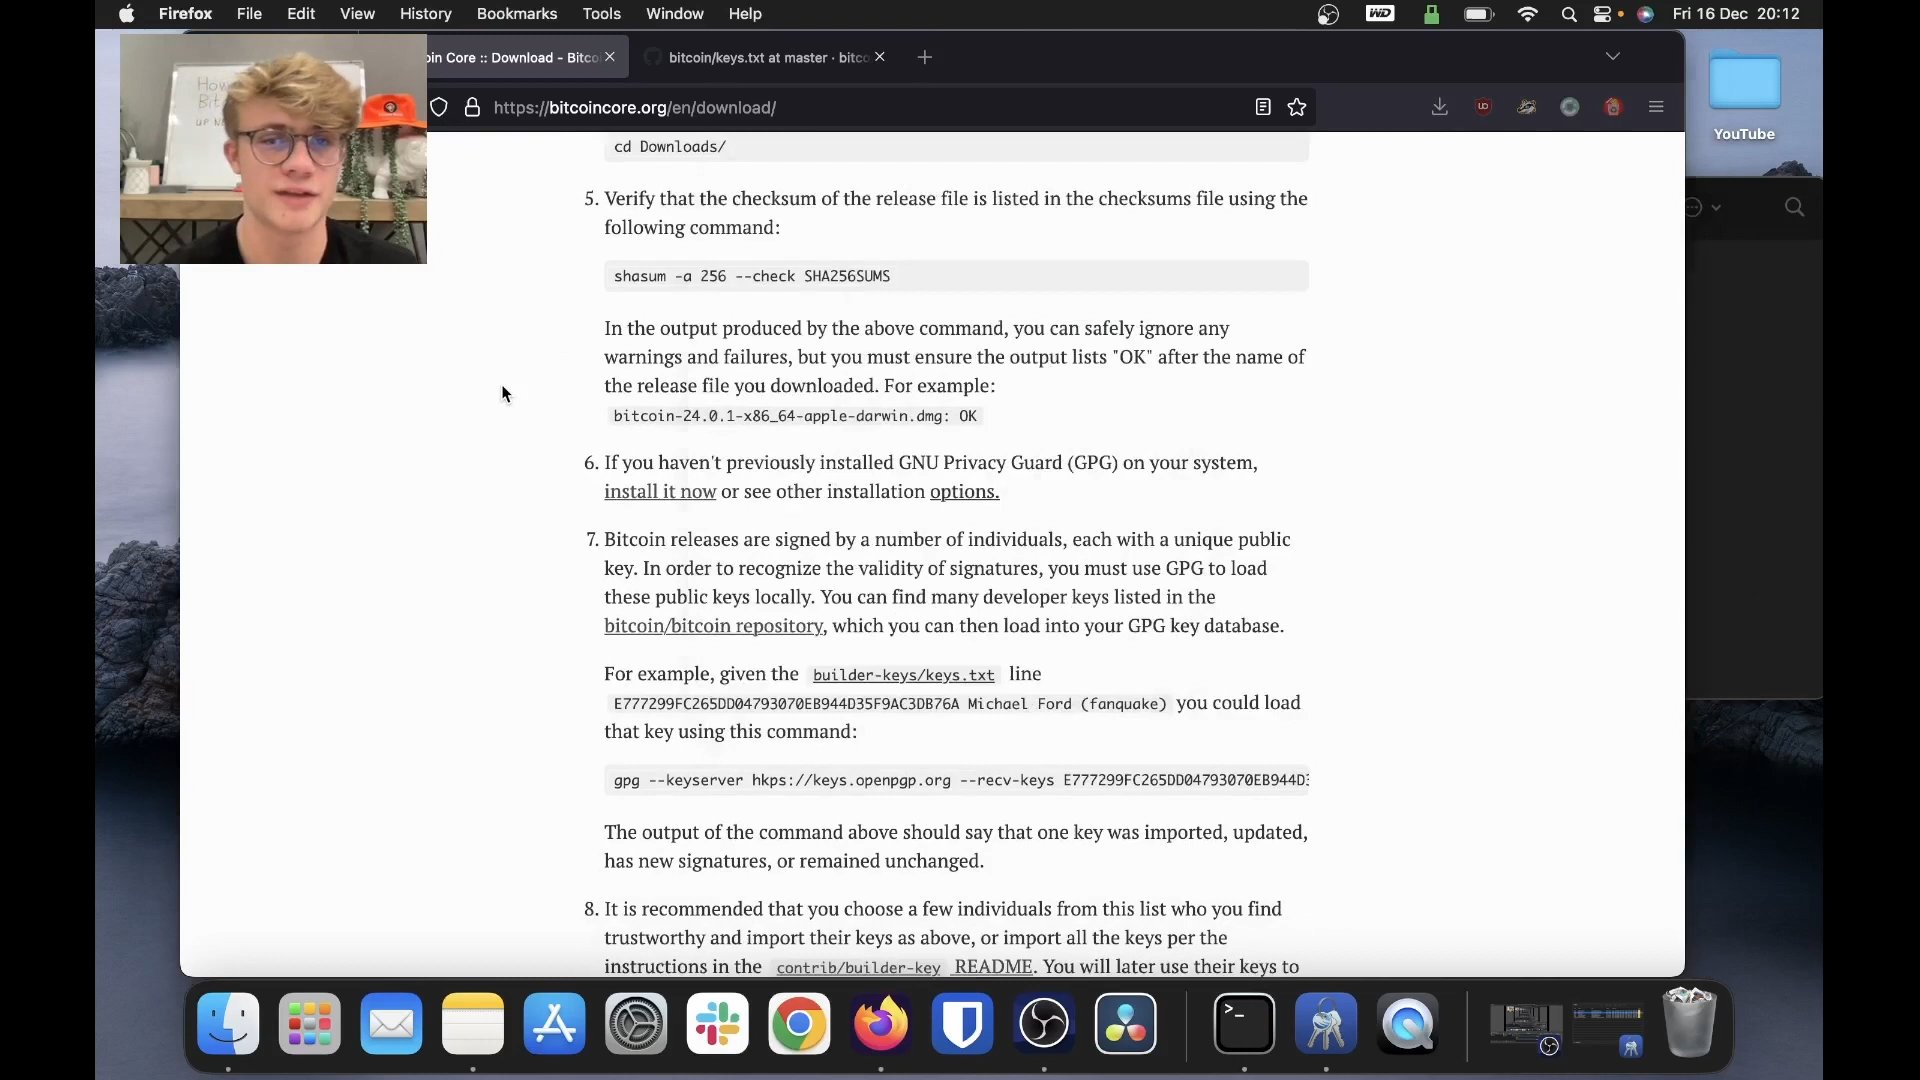 Firefox File Edit View History Bookmarks Tools Window Help
WD
Fri 16 Dec 20:12
oin Core :: Download - Bitco
bitcoin/keys.txt at master · bitco
https://bitcoincore.org/en/download/
How
Bit
YouTube
cd Downloads/
5. Verify that the checksum of the release file is listed in the checksums file using the
following command:
shasum -a 256 --check SHA256SUMS
In the output produced by the above command, you can safely ignore any
warnings and failures, but you must ensure the output lists "OK" after the name of
the release file you downloaded. For example:
bitcoin-24.0.1-x86_64-apple-darwin.dmg: OK
6. If you haven't previously installed GNU Privacy Guard (GPG) on your system,
install it now or see other installation options.
7. Bitcoin releases are signed by a number of individuals, each with a unique public
key. In order to recognize the validity of signatures, you must use GPG to load
these public keys locally. You can find many developer keys listed in the
bitcoin/bitcoin repository, which you can then load into your GPG key database.
For example, given the builder-keys/keys.txt line
E777299FC265DD04793070EB944D35F9AC3DB76A Michael Ford (fanquake) you could load
that key using this command:
gpg --keyserver hkps://keys.openpgp.org --recv-keys E777299FC265DD04793070EB944D3
The output of the command above should say that one key was imported, updated,
has new signatures, or remained unchanged.
8. It is recommended that you choose a few individuals from this list who you find
trustworthy and import their keys as above, or import all the keys per the
instructions in the contrib/builder-key README. You will later use their keys to